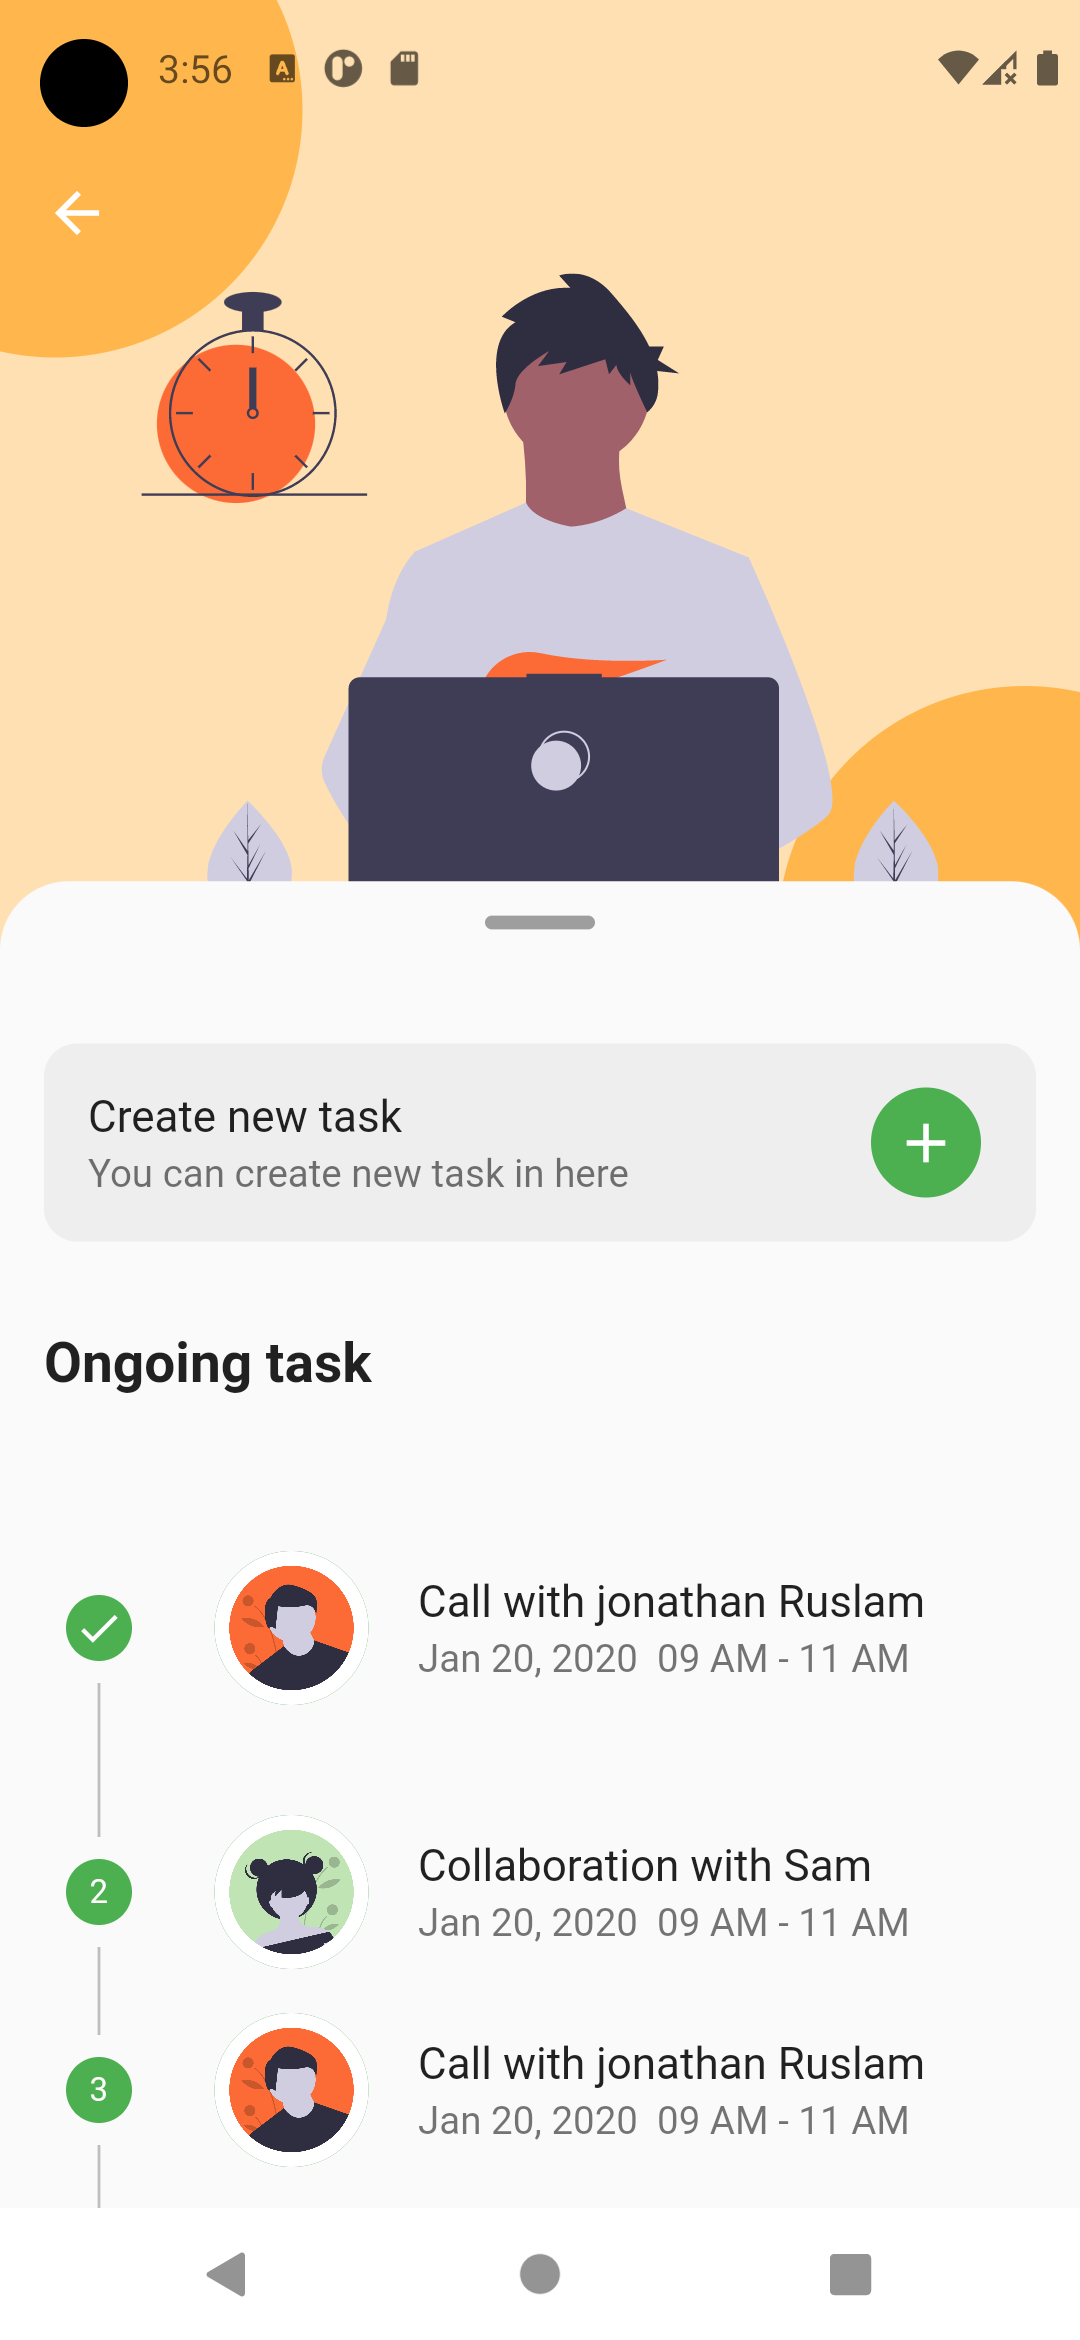 3:56
Create new task
You can create new task in here
Ongoing task
Call with jonathan Ruslam
Jan 20, 2020  09 AM - 11 AM
2
Collaboration with Sam
Jan 20, 2020  09 AM - 11 AM
3
Call with jonathan Ruslam
Jan 20, 2020  09 AM - 11 AM